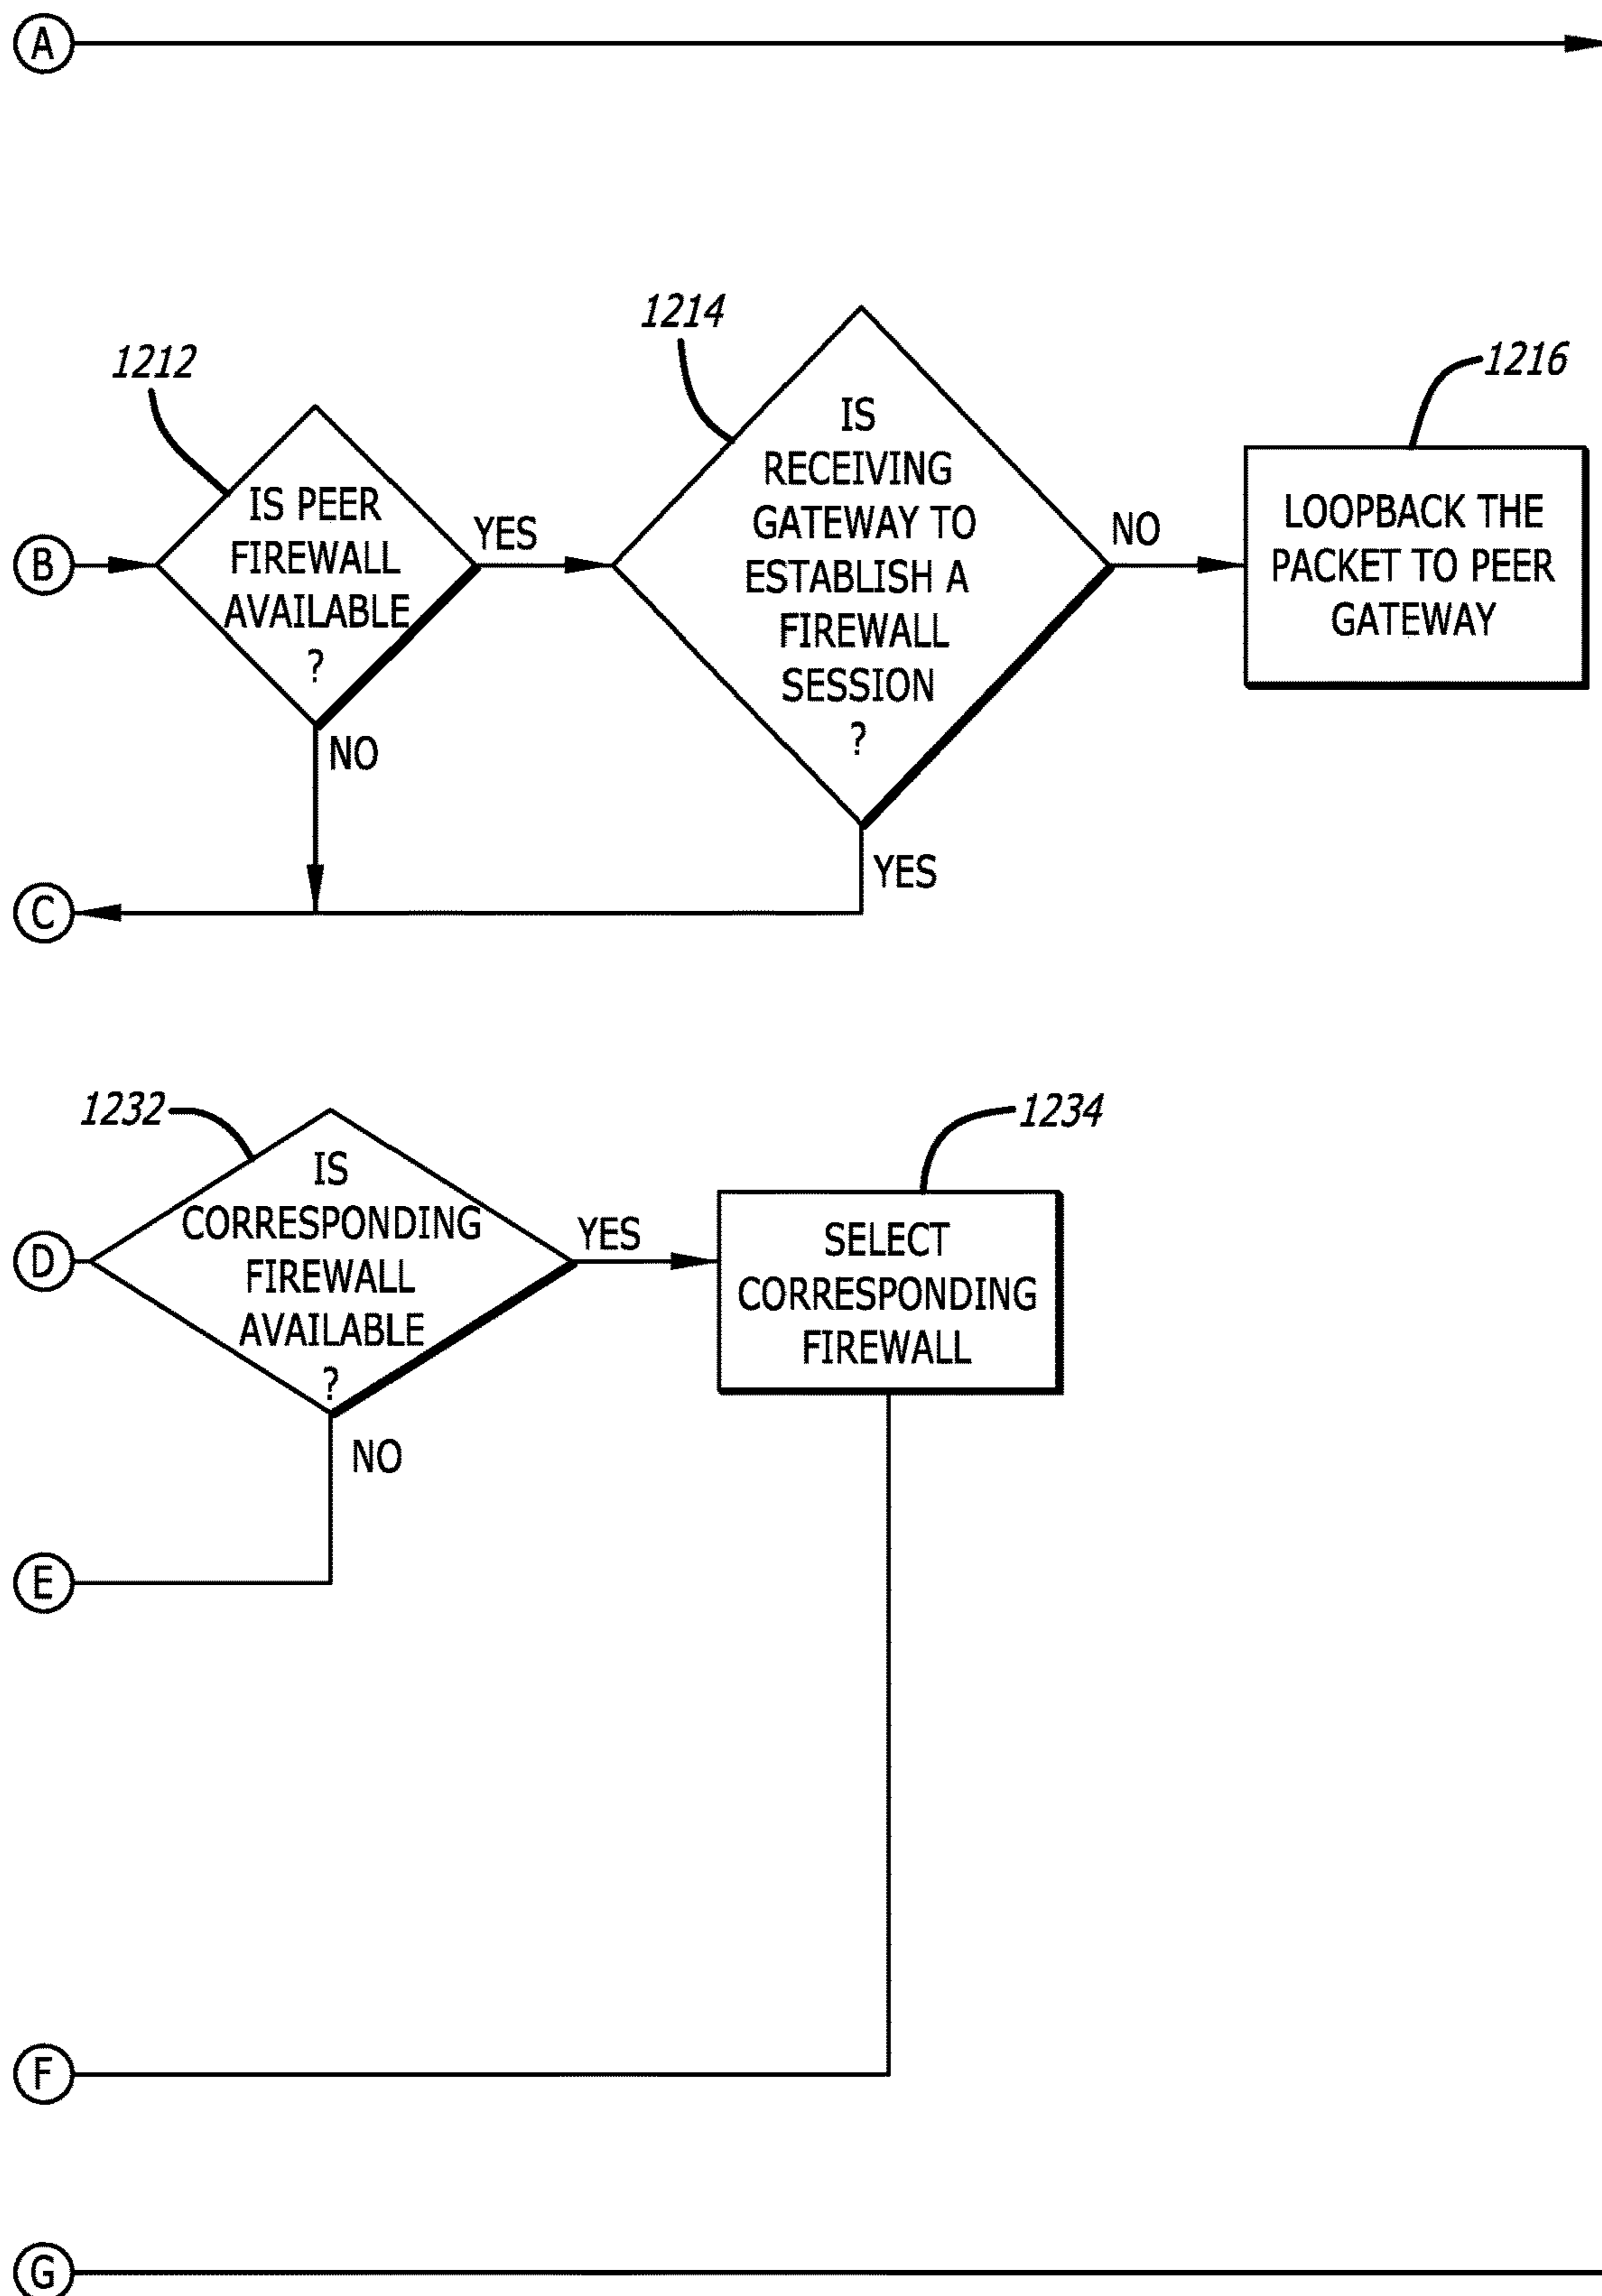 A
1212
1214
1216
B
IS PEER
FIREWALL
AVAILABLE
?
YES
NO
IS
RECEIVING
GATEWAY TO
ESTABLISH A
FIREWALL
SESSION
?
NO
YES
LOOPBACK THE
PACKET TO PEER
GATEWAY
C
1232
1234
D
IS
CORRESPONDING
FIREWALL
AVAILABLE
?
YES
NO
SELECT
CORRESPONDING
FIREWALL
E
F
G